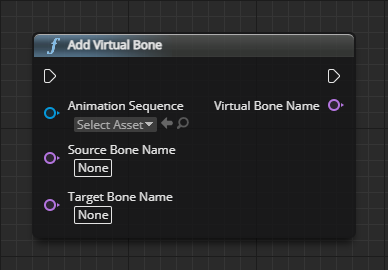 Add Virtual Bone
Animation Sequence
Virtual Bone Name
Select Asset
Source Bone Name
None
Target Bone Name
None